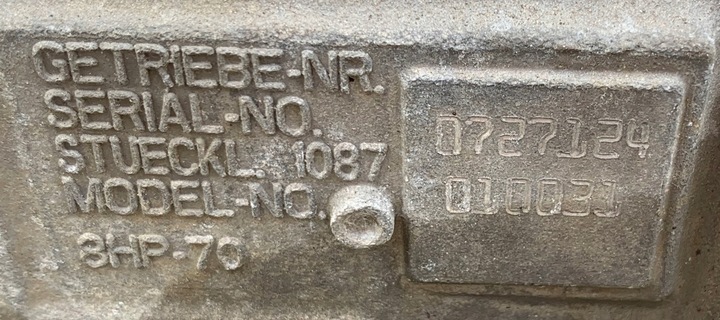 GETRIEBE-NR.
SERIAL-NO. 0727124
STUECKL. 1087
MODEL-NO. 010031
8HP-70